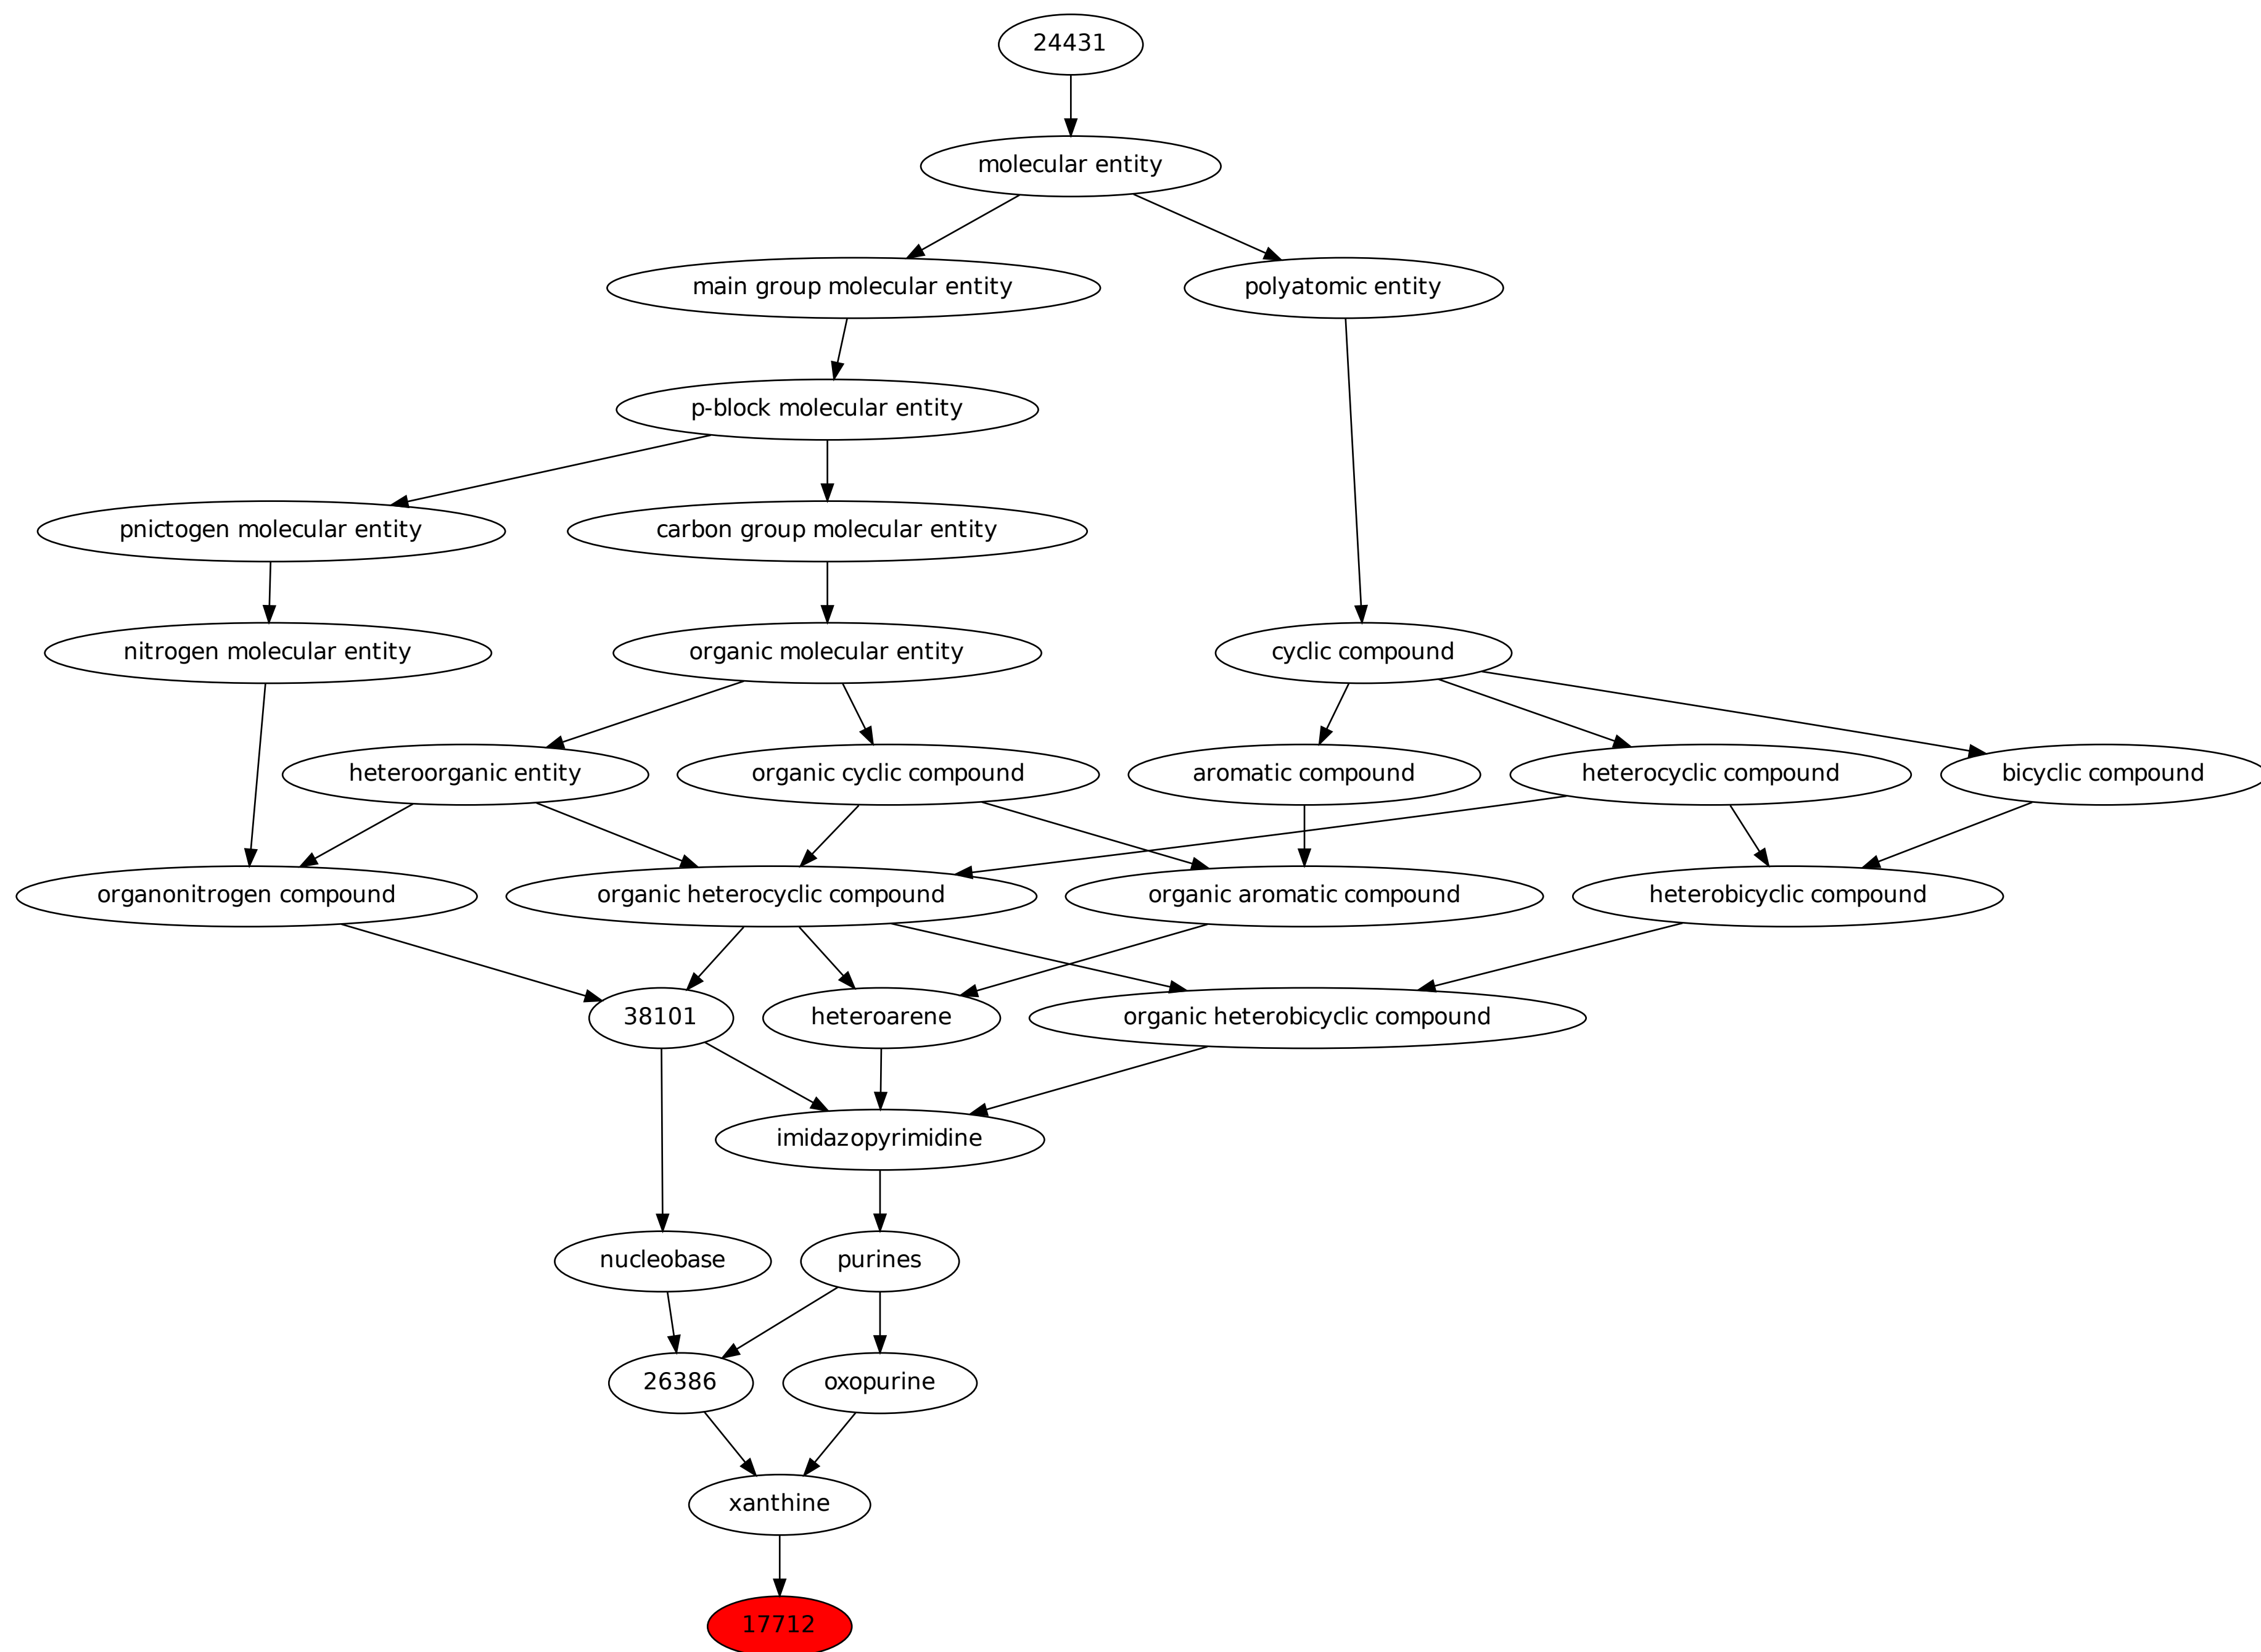 24431
molecular entity
main group molecular entity
polyatomic entity
p-block molecular entity
pnictogen molecular entity
carbon group molecular entity
nitrogen molecular entity
organic molecular entity
cyclic compound
heteroorganic entity
organic cyclic compound
aromatic compound
heterocyclic compound
bicyclic compound
organonitrogen compound
organic heterocyclic compound
organic aromatic compound
heterobicyclic compound
38101
heteroarene
organic heterobicyclic compound
imidazopyrimidine
nucleobase
purines
26386
oxopurine
xanthine
17712